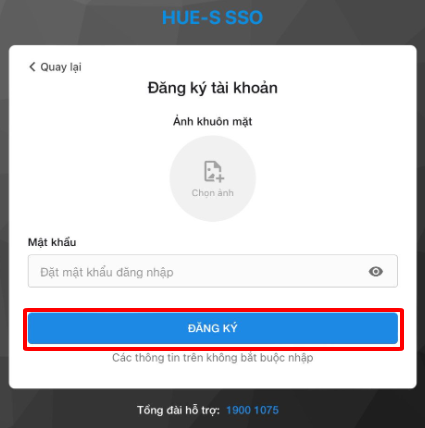 HUE-S SSO
Quay lại
Đăng ký tài khoản
Ảnh khuôn mặt
Chọn ảnh
Mật khẩu
Đặt mật khẩu đăng nhập
ĐĂNG KÝ
Các thông tin trên không bắt buộc nhập
Tổng đài hỗ trợ: 1900 1075